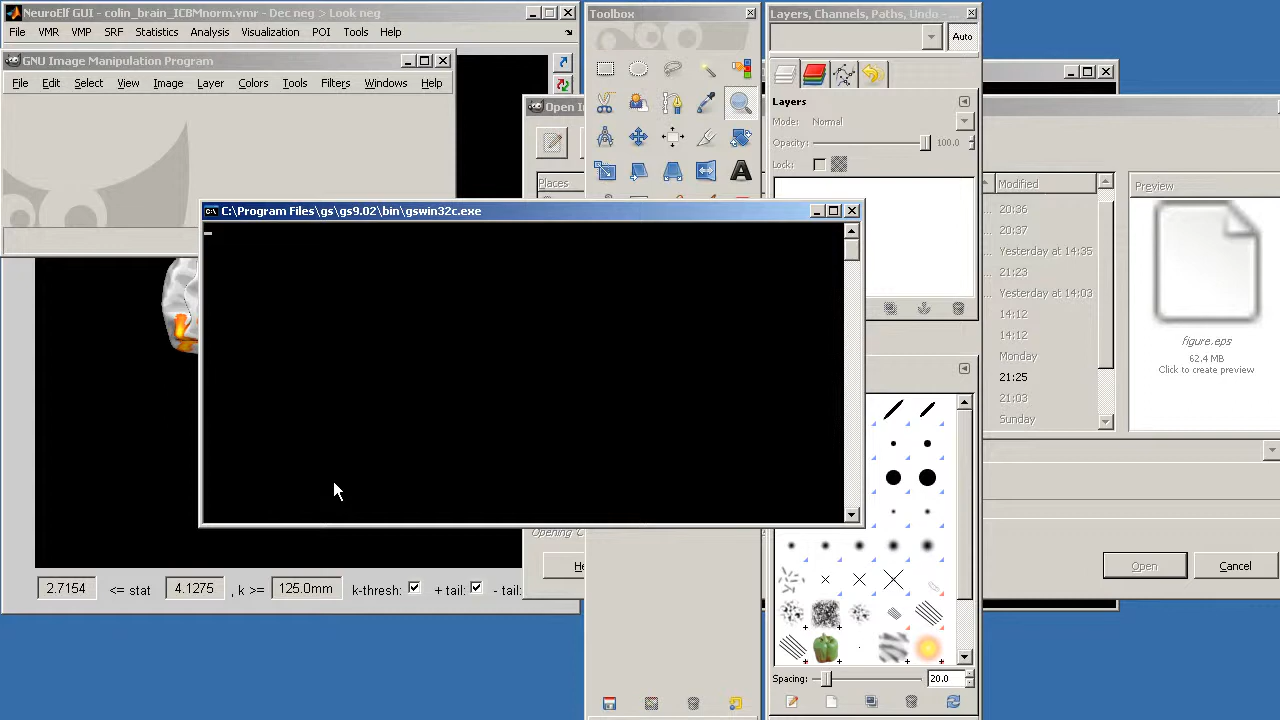 NeuroElf GUI - colin_brain_ICBMnorm.vmr - Dec neg > Look neg
File VMR VMP SRF Statistics Visualization POI Tools Help
GNU Image Manipulation Program
File Edit Select View Image Layer Colors Filters Windows Help
Toolbox
Layers, Channels, Paths, Undo - ...
Auto
Layers
Mode: Normal
Opacity: 100.0
Lock:
Open I
Places
C:\Program Files\gs\gs9.02\bin\gswin32c.exe
Modified
20:36
20:37
Yesterday at 14:35
21:23
Yesterday at 14:03
14:12
14:12
Monday
21:25
21:03
Sunday
Preview
figure.eps
62.4 MB
Click to create preview
Opening 'C
He
Open
Cancel
2.7154 <= stat 4.1275 , k >= 125.0mm k-thresh: + tail: - tail:
Spacing: 20.0